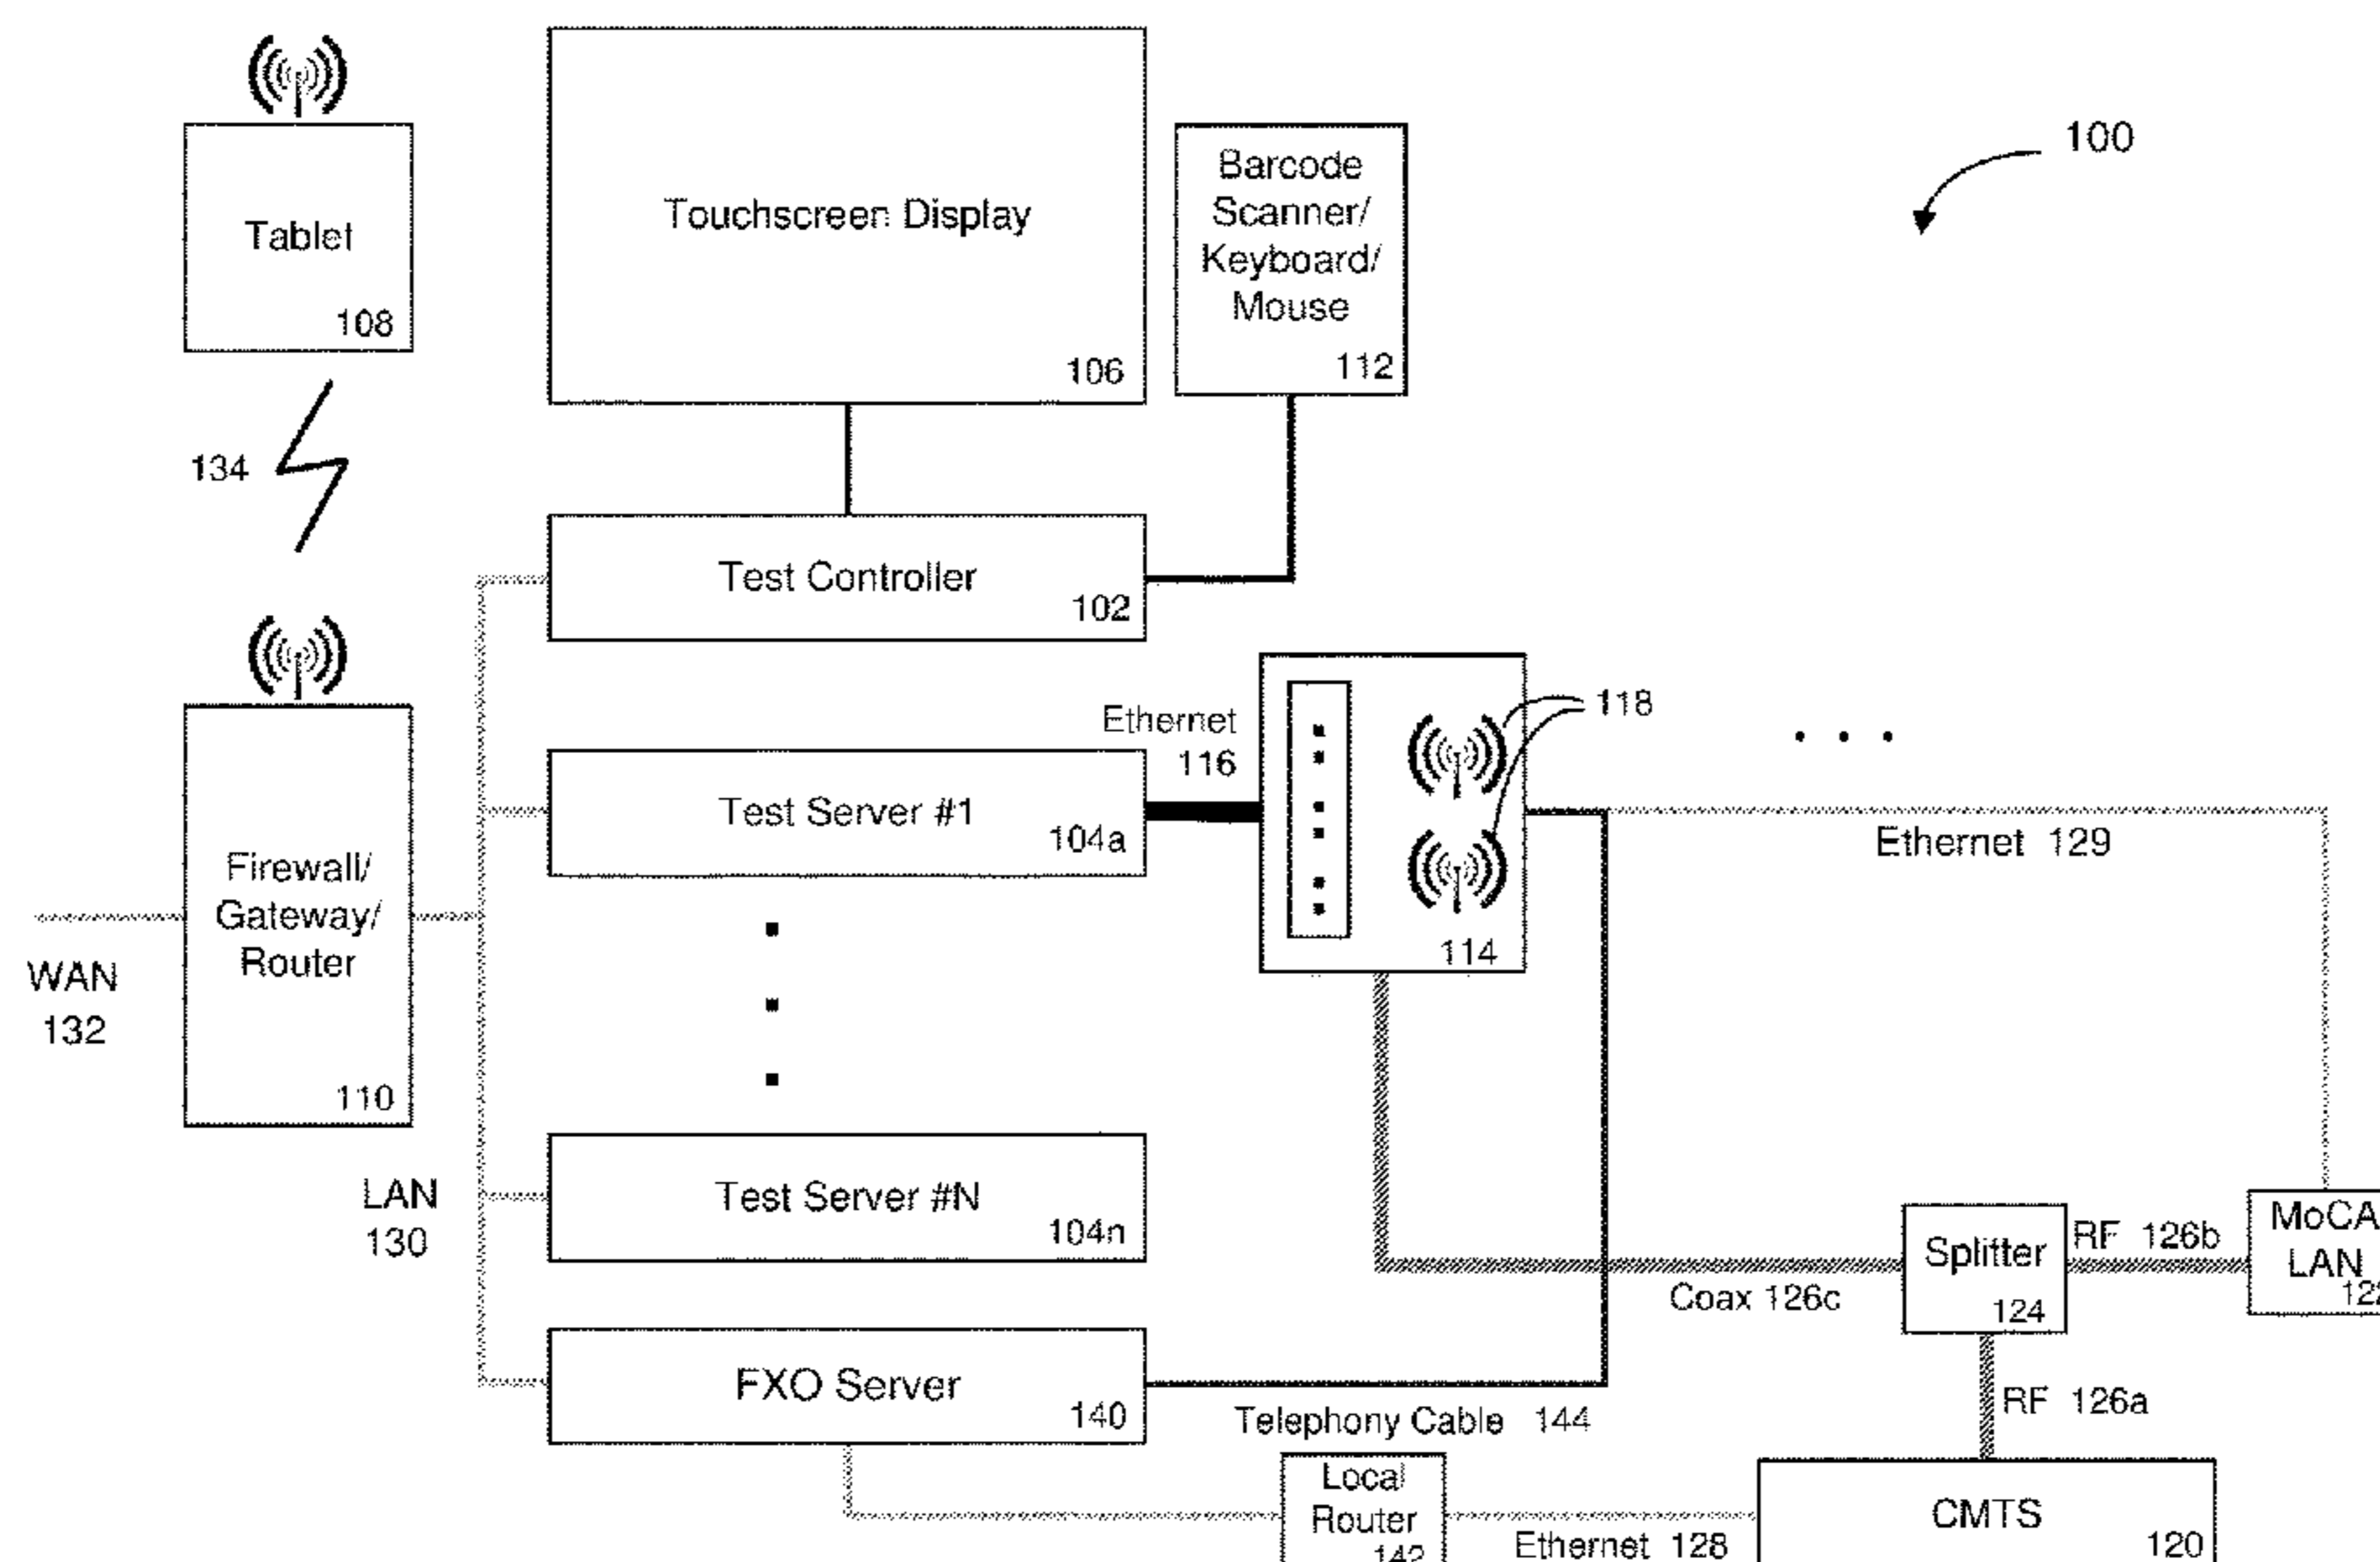 100
Tablet
108
Touchscreen Display
106
Barcode
Scanner/
Keyboard/
Mouse
112
134
Test Controller
102
Firewall/
Gateway/
Router
110
WAN
132
LAN
130
Test Server #1
104a
Ethernet
116
114
118
Ethernet 129
Test Server #N
104n
FXO Server
140
Telephony Cable 144
Coax 126c
Splitter
124
RF 126b
MoCA
LAN
RF 126a
Local
Router
142
Ethernet 128
CMTS
120